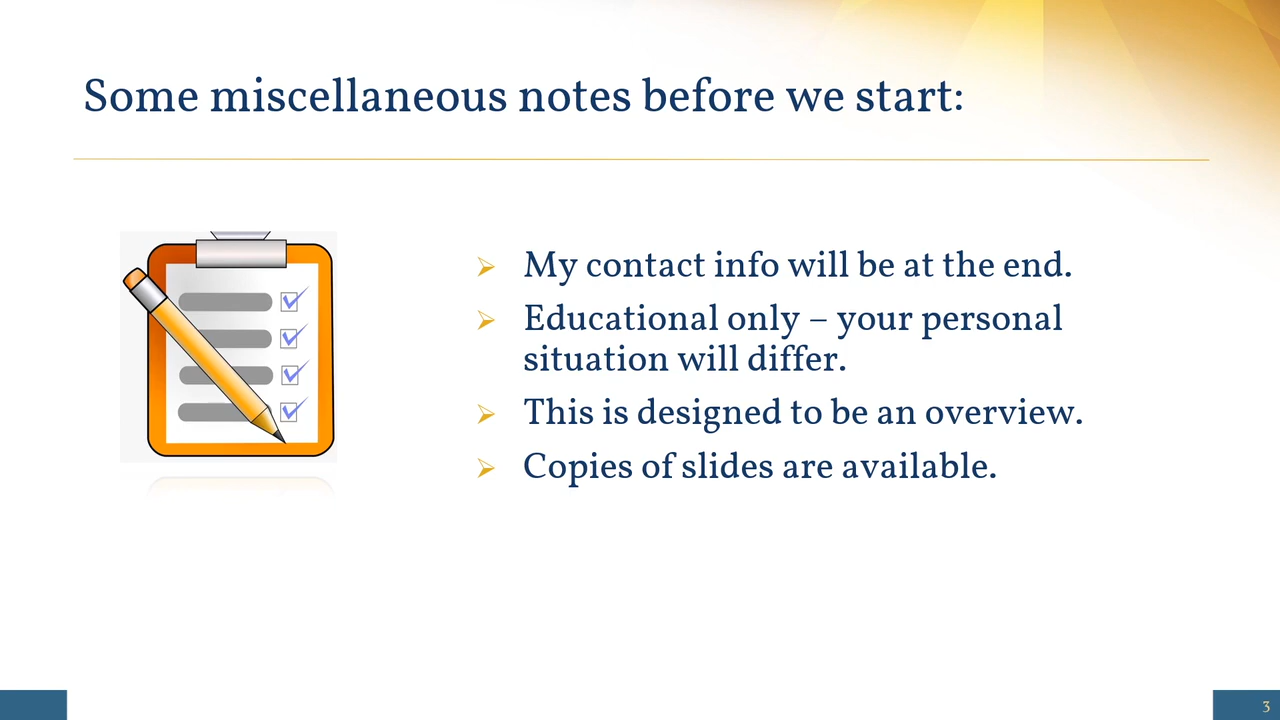 Some miscellaneous notes before we start:
My contact info will be at the end.
Educational only – your personal
situation will differ.
This is designed to be an overview.
Copies of slides are available.
3